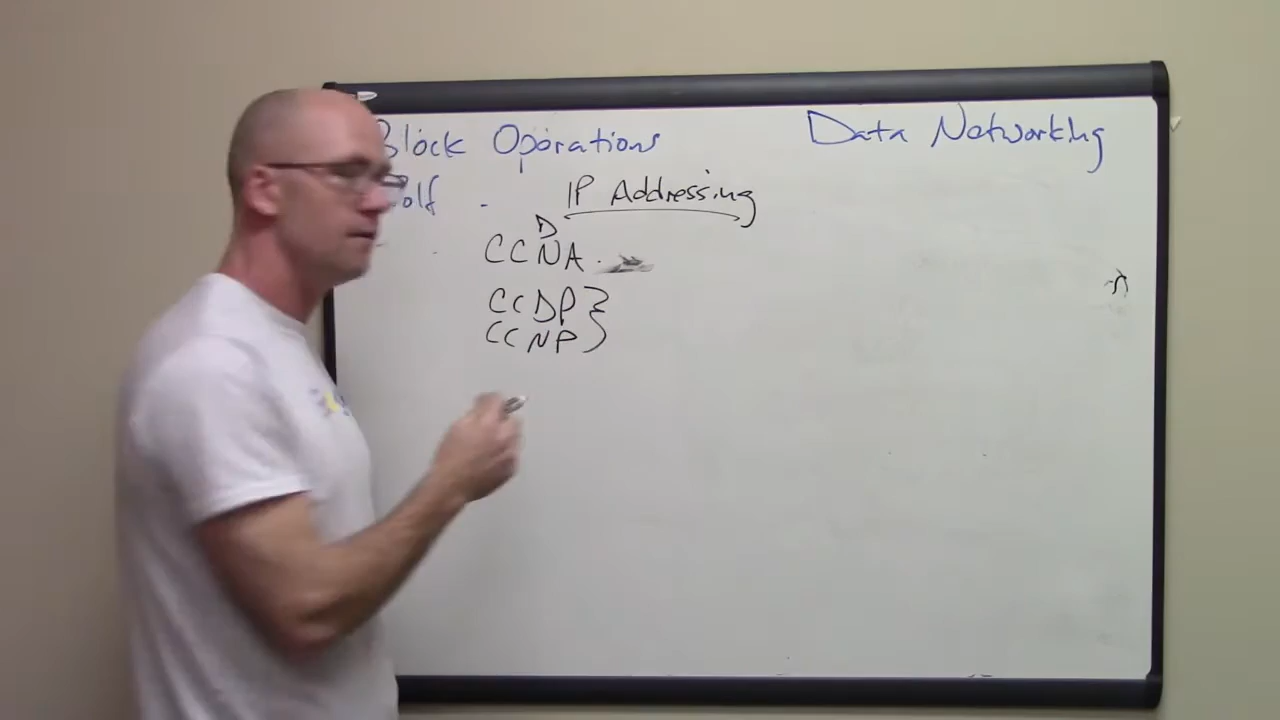 Block Operations
Data Networking
IP Addressing
D
CCNA
CCDP
CCNP